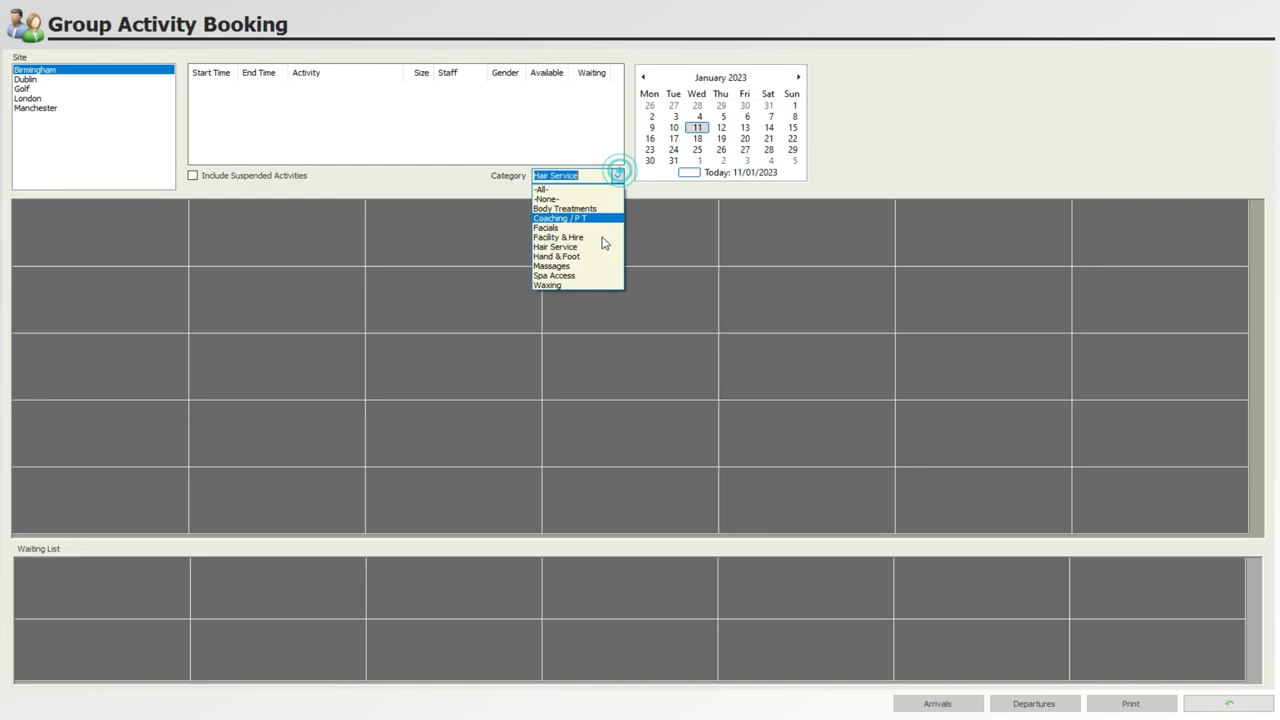 Group Activity Booking
Site
Birmingham
Dublin
Golf
London
Manchester
Start Time End Time Activity Size Staff Gender Available Waiting
Include Suspended Activities
Category Hair Service
-All-
-None-
Body Treatments
Coaching / P T
Facials
Facility & Hire
Hair Service
Hand & Foot
Massages
Spa Access
Waxing
January 2023
Mon Tue Wed Thu Fri Sat Sun
26 27 28 29 30 31 1
2 3 4 5 6 7 8
9 10 11 12 13 14 15
16 17 18 19 20 21 22
23 24 25 26 27 28 29
30 31 1 2 3 4 5
Today: 11/01/2023
Waiting List
Arrivals Departures Print